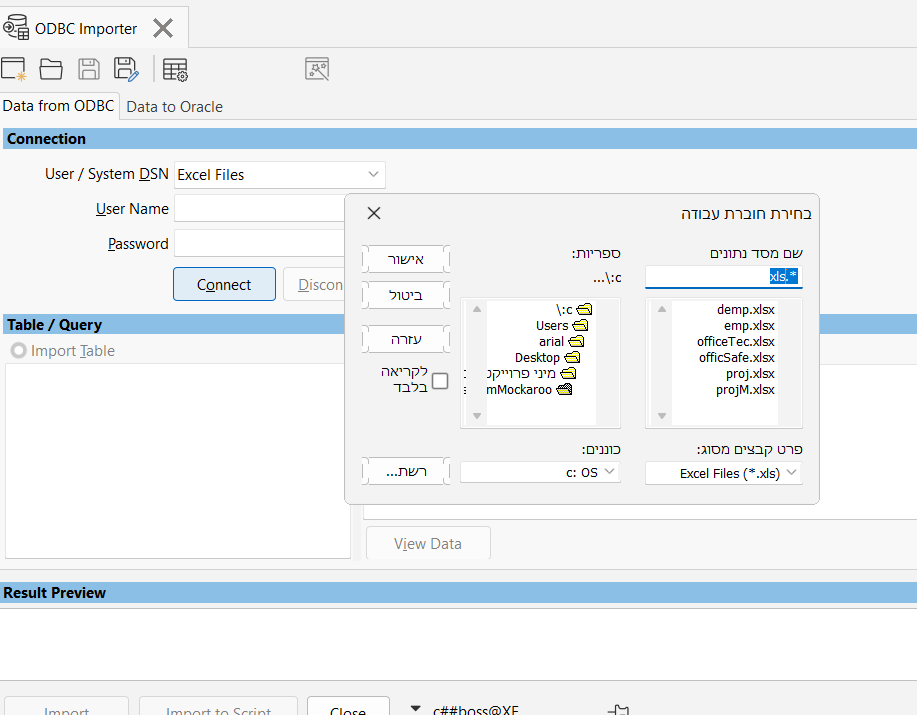 ODBC Importer
Data from ODBC
Data to Oracle
Connection
User / System DSN
Excel Files
User Name
Password
Connect
Discon
Table / Query
Import Table
בחירת חוברת עבודה
שם מסד נתונים
*.xls
demp.xlsx
emp.xlsx
officeTec.xlsx
officSafe.xlsx
proj.xlsx
projM.xlsx
פרט קבצים מסוג:
Excel Files (*.xls)
ספריות:
c:\...
c:\
Users
arial
Desktop
מיני פרוייקט
mMockaroo
כוננים:
c: OS
אישור
ביטול
עזרה
לקריאה
בלבד
רשת...
View Data
Result Preview
Import
Import to Script
Close
c##boss@XE